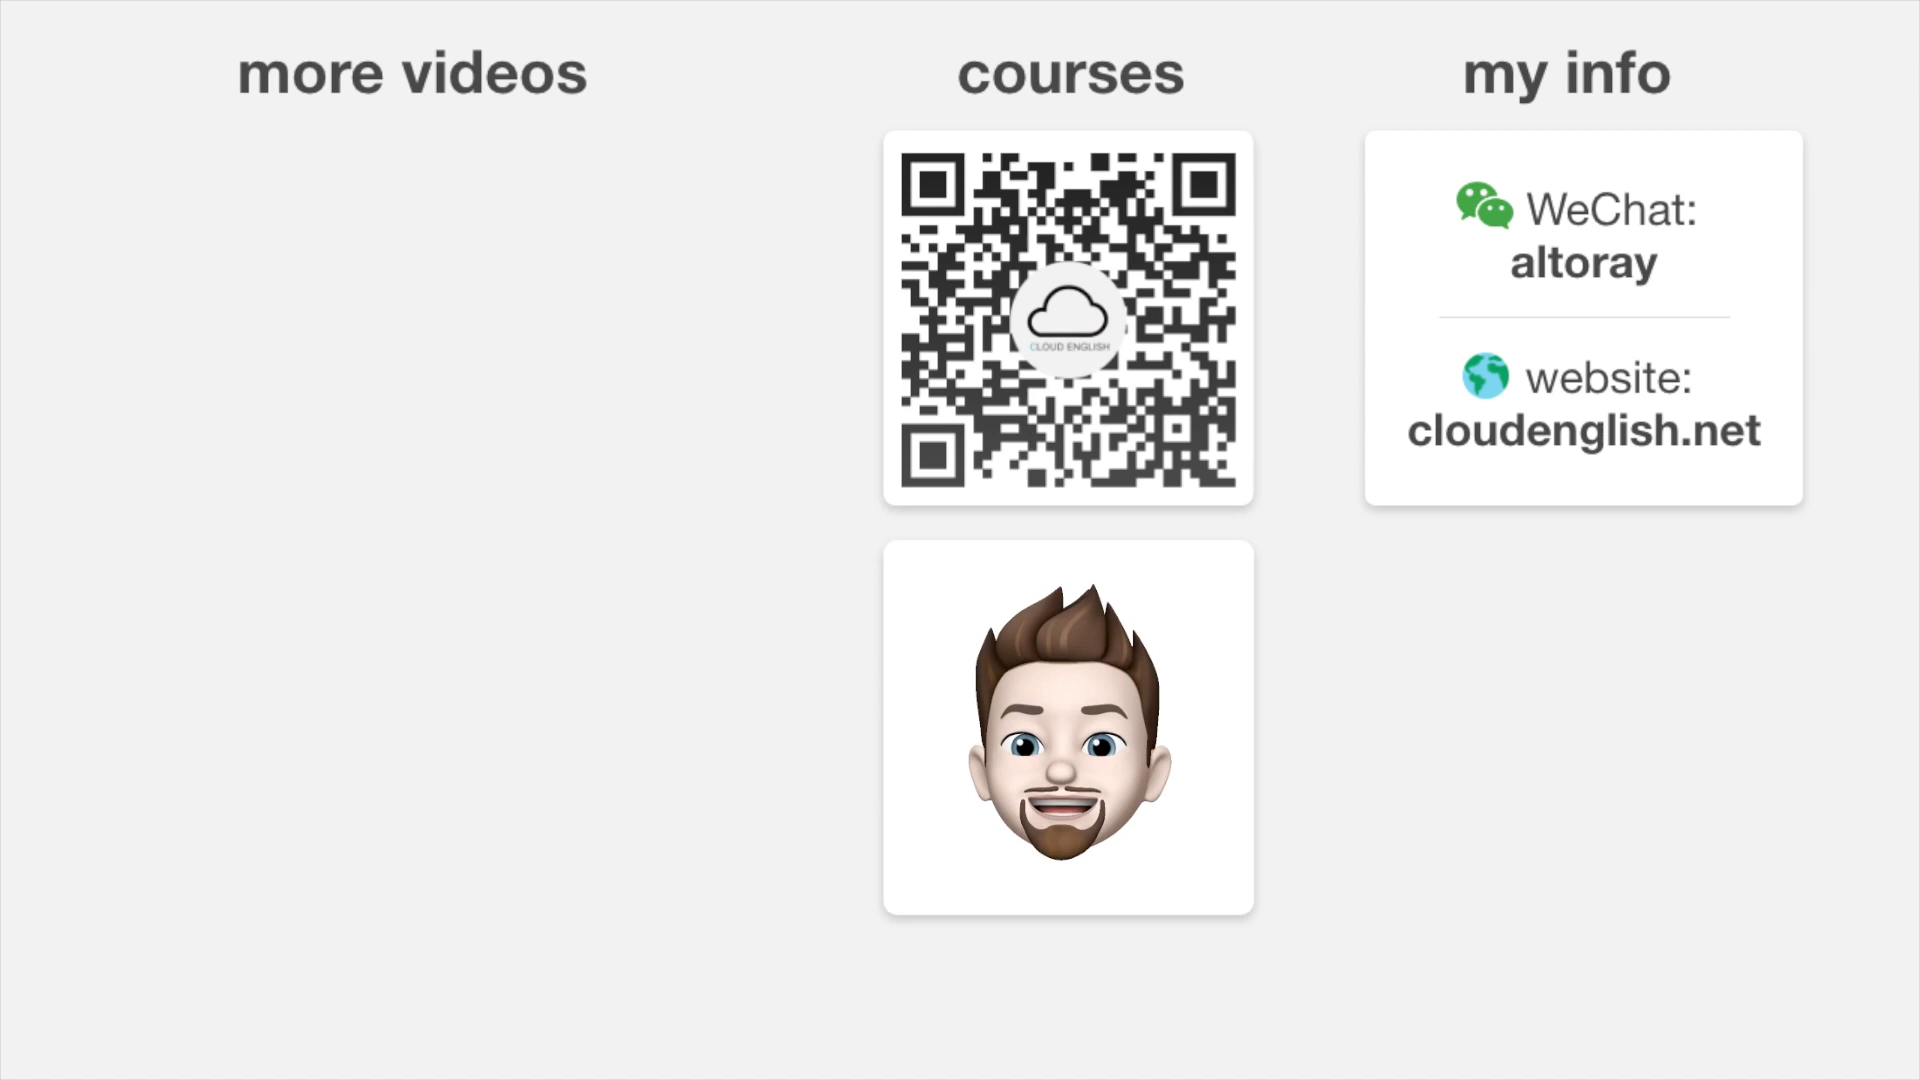 more videos
courses
my info
CLOUD ENGLISH
WeChat:
altoray
website:
cloudenglish.net